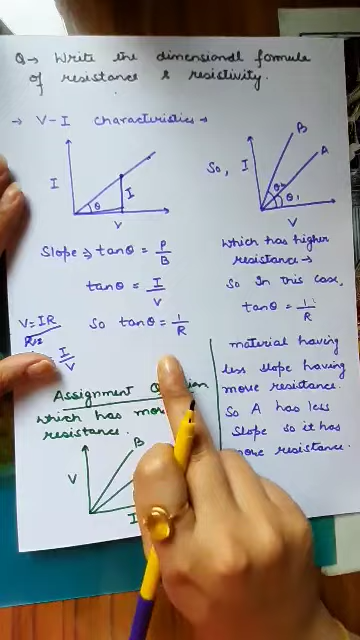 Q→ Write the dimensional formule
of resistance & resistivity.
→ V-I characteristics→
I
θ
I
V
Slope ⇒ tanθ = P/B
tanθ = I/V
V=IR
So tanθ = 1/R
I/V
Assignment
which has
resistance.
V
B
I
So, I
B
A
θ2
θ1
V
which has higher
resistance→
So In this case,
tanθ = 1/R
material having
less slope having
more resistance.
So A has less
slope so it has
more resistance.